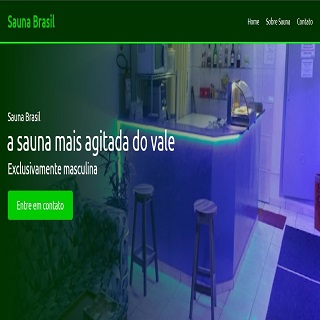 Sauna Brasil
Home Sobre Sauna Contato
Sauna Brasil
a sauna mais agitada do vale
Exclusivamente masculina
Entre em contato